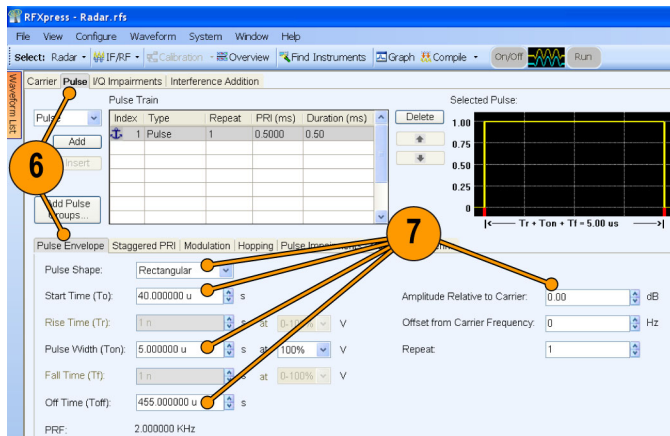 RFXpress - Radar.rfs
File View Configure Waveform System Window Help
Select: Radar IF/RF Calibration Overview Find Instruments Graph Compile On/Off Run
Waveform List
Carrier Pulse I/Q Impairments Interference Addition
Pulse Train
Selected Pulse:
Pulse
Index Type Repeat PRI (ms) Duration (ms)
1 Pulse 1 0.5000 0.50
Add
Insert
Add Pulse Groups...
Delete
1.00
0.75
0.50
0.25
0
|<---- Tr + Ton + Tf = 5.00 us ---->|
6
7
Pulse Envelope Staggered PRI Modulation Hopping Pulse
Pulse Shape: Rectangular
Start Time (To): 40.000000 u s
Amplitude Relative to Carrier: 0.00 dB
Rise Time (Tr): 1 n s at 0-100% V
Offset from Carrier Frequency: 0 Hz
Pulse Width (Ton): 5.000000 u s at 100% V
Repeat: 1
Fall Time (Tf): 1 n s at 0-100% V
Off Time (Toff): 455.000000 u s
PRF: 2.000000 KHz